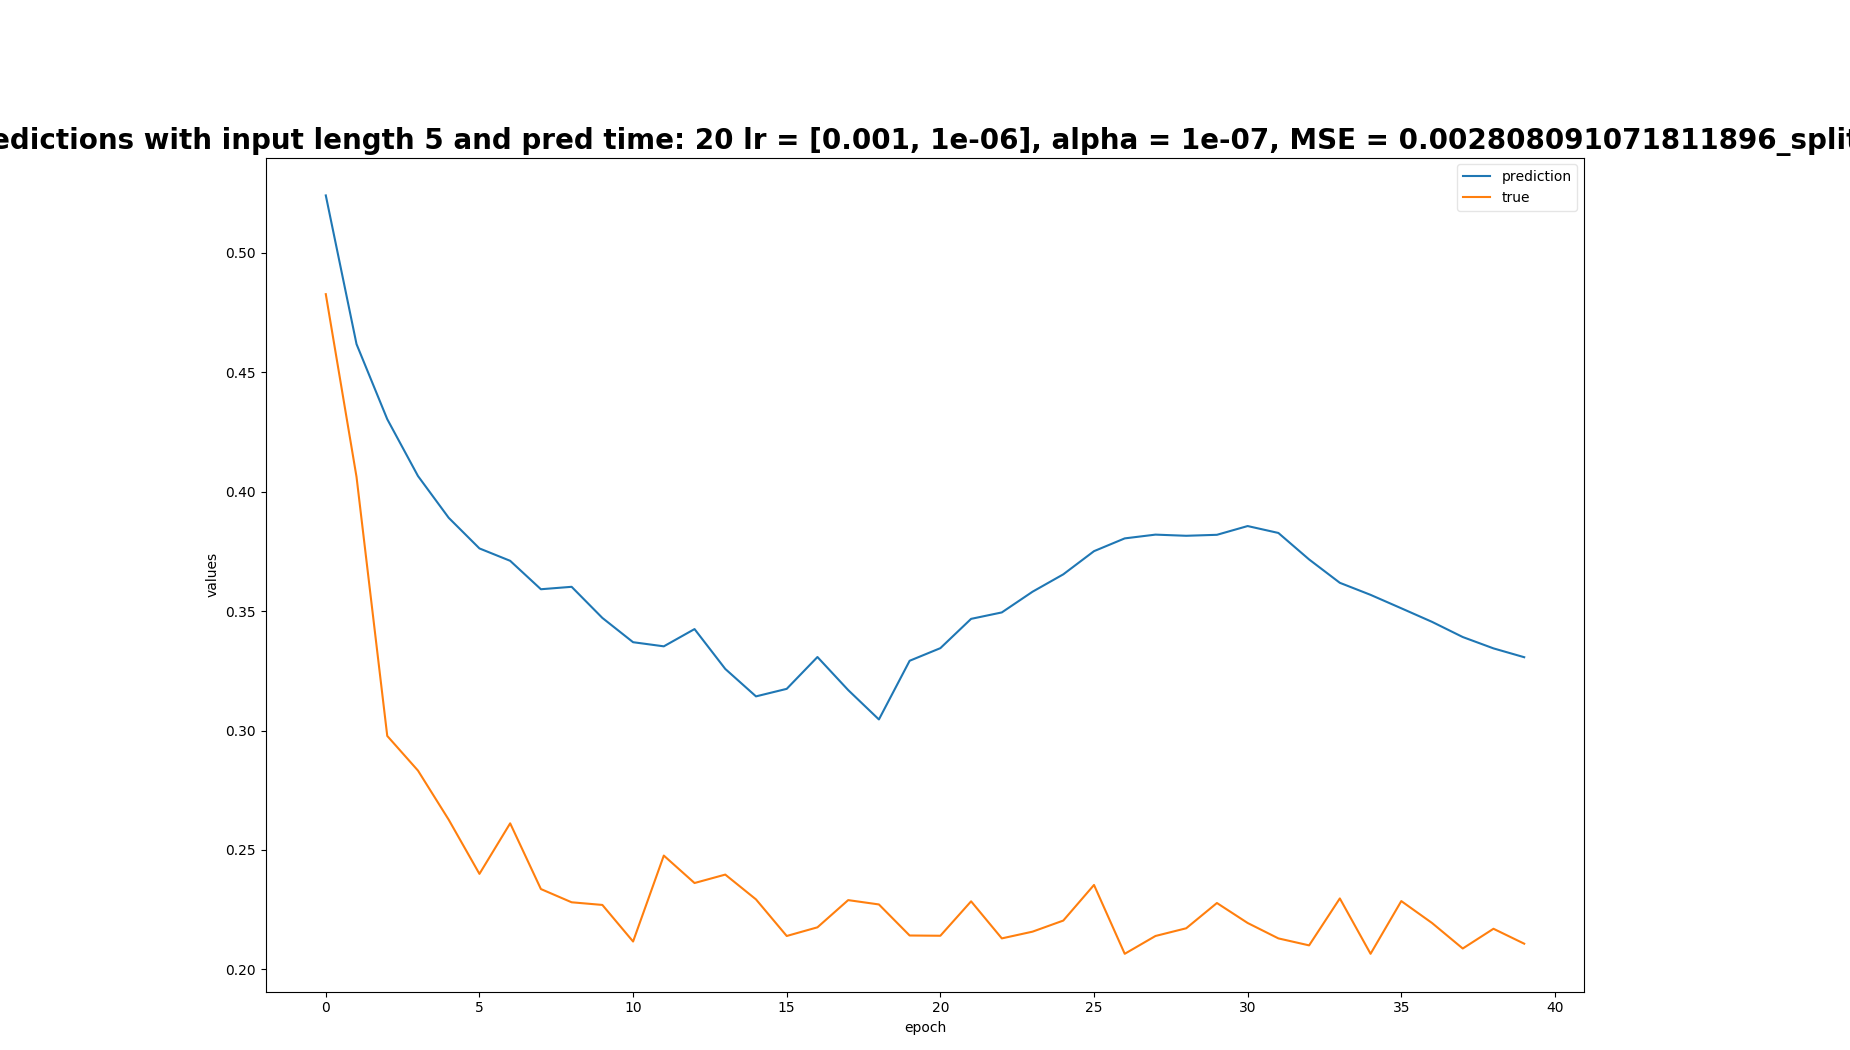 edictions with input length 5 and pred time: 20 lr = [0.001, 1e-06], alpha = 1e-07, MSE = 0.002808091071811896_split
prediction
true
0.50
0.45
0.40
0.35
0.30
0.25
0.20
values
0 5 10 15 20 25 30 35 40
epoch